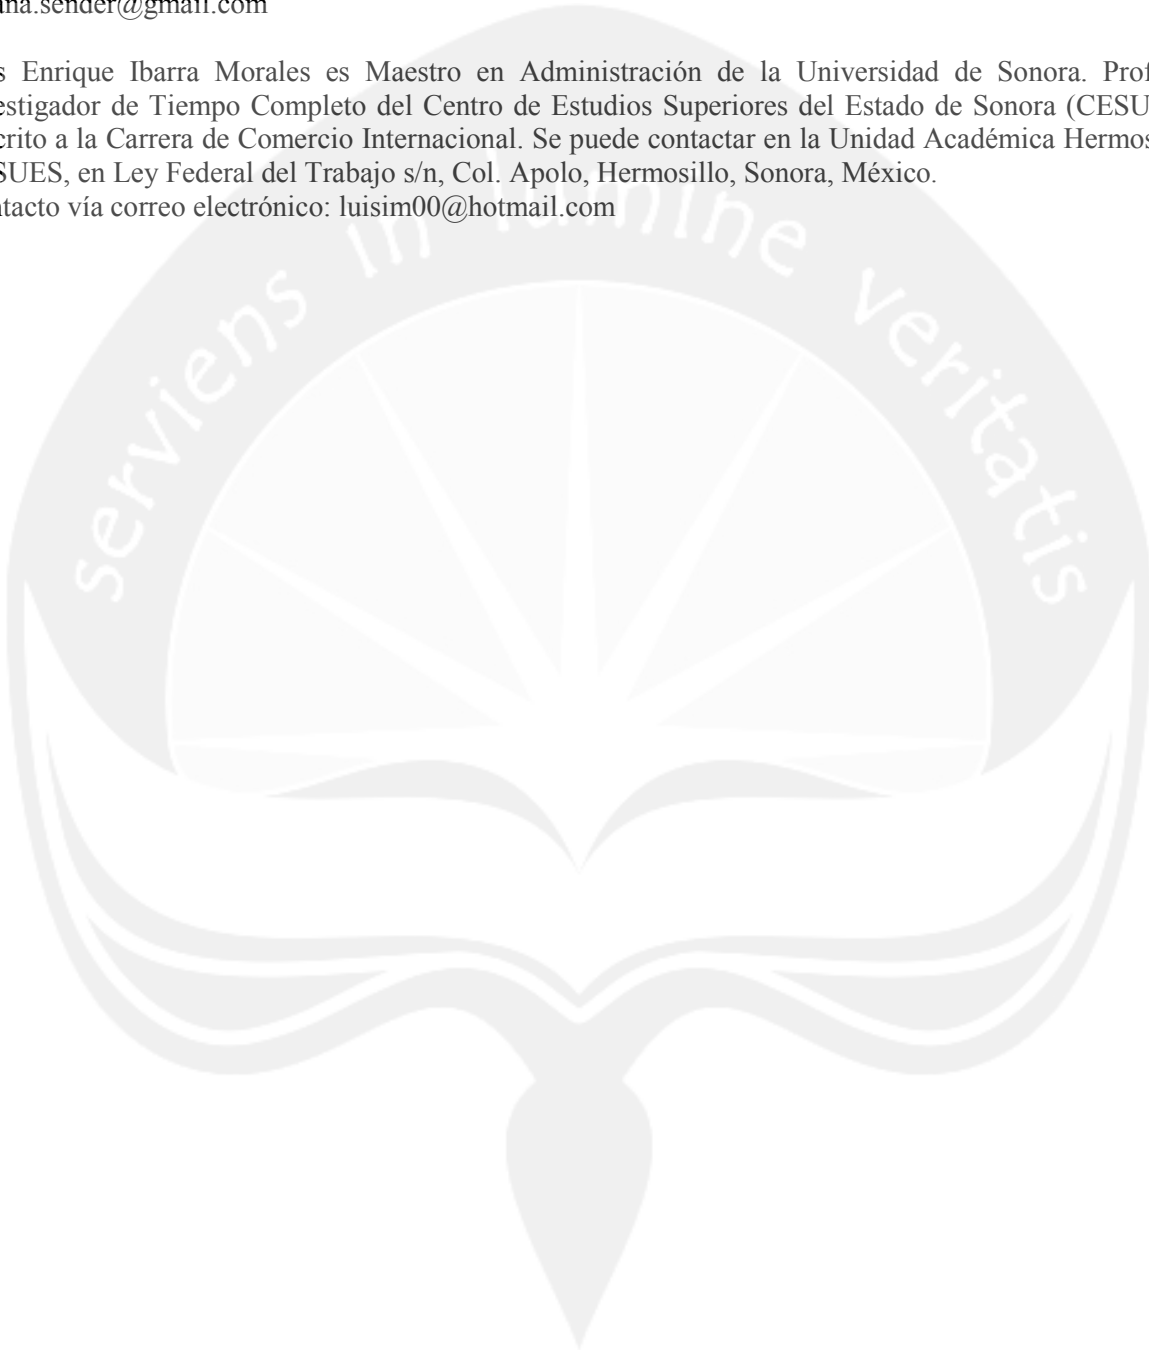 ana.sender@gmail.com
s Enrique Ibarra Morales es Maestro en Administración de la Universidad de Sonora. Prof
estigador de Tiempo Completo del Centro de Estudios Superiores del Estado de Sonora (CESU
crito a la Carrera de Comercio Internacional. Se puede contactar en la Unidad Académica Hermos
SUES, en Ley Federal del Trabajo s/n, Col. Apolo, Hermosillo, Sonora, México.
ntacto vía correo electrónico: luisim00@hotmail.com
serviens in lumine veritatis